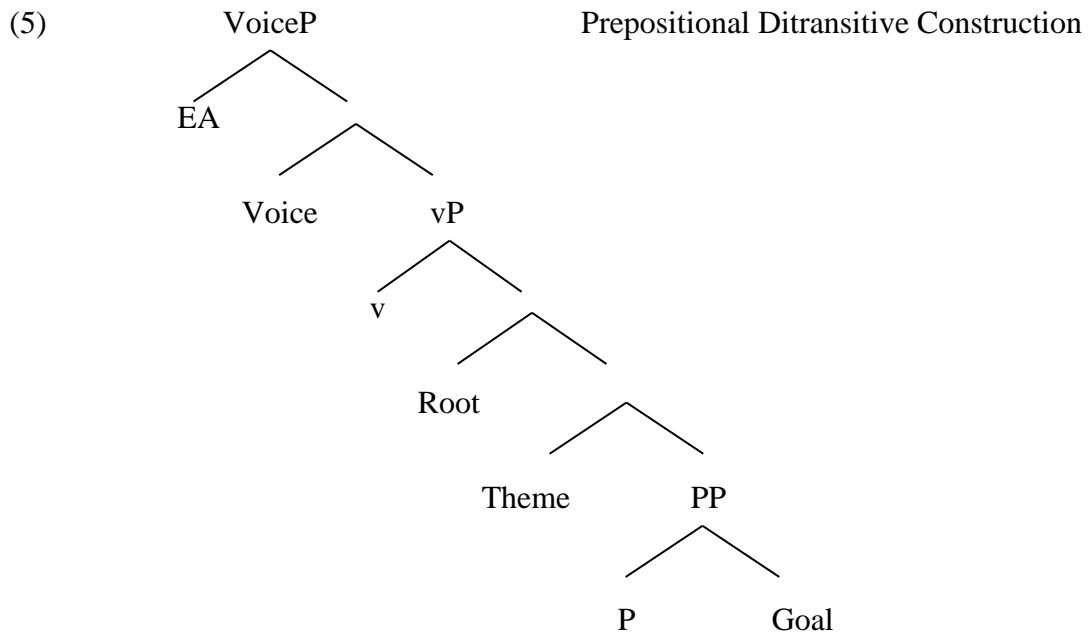 (5) VoiceP Prepositional Ditransitive Construction
EA
Voice vP
v
Root
Theme PP
P Goal